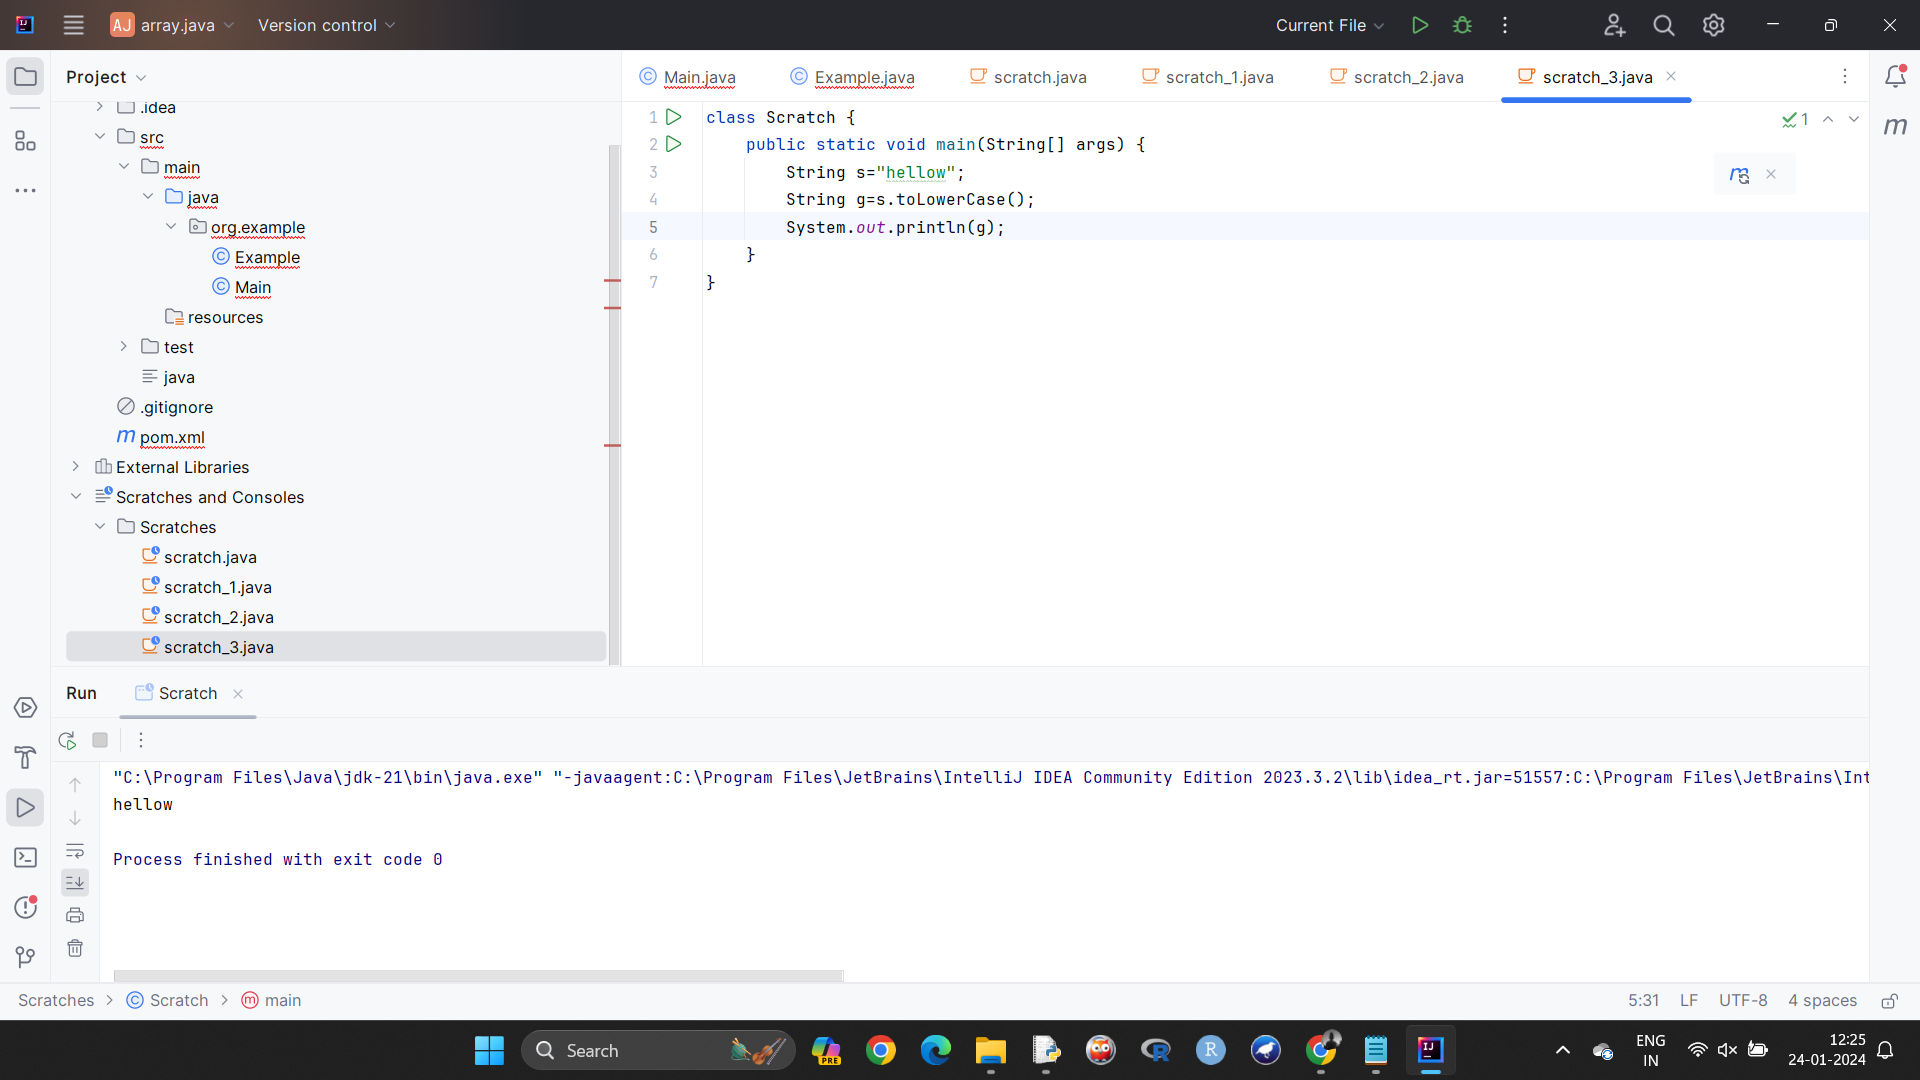 AJ array.java Version control Current File
Project
Main.java Example.java scratch.java scratch_1.java scratch_2.java scratch_3.java
.idea
src
main
java
org.example
Example
Main
resources
test
java
.gitignore
m pom.xml
External Libraries
Scratches and Consoles
Scratches
scratch.java
scratch_1.java
scratch_2.java
scratch_3.java
1 class Scratch {
2 public static void main(String[] args) {
3 String s="hellow";
4 String g=s.toLowerCase();
5 System.out.println(g);
6 }
7 }
1
m
Run Scratch
"C:\Program Files\Java\jdk-21\bin\java.exe" "-javaagent:C:\Program Files\JetBrains\IntelliJ IDEA Community Edition 2023.3.2\lib\idea_rt.jar=51557:C:\Program Files\JetBrains\Int
hellow
Process finished with exit code 0
Scratches > Scratch > main 5:31 LF UTF-8 4 spaces
Search PRE ENG 12:25
IN 24-01-2024